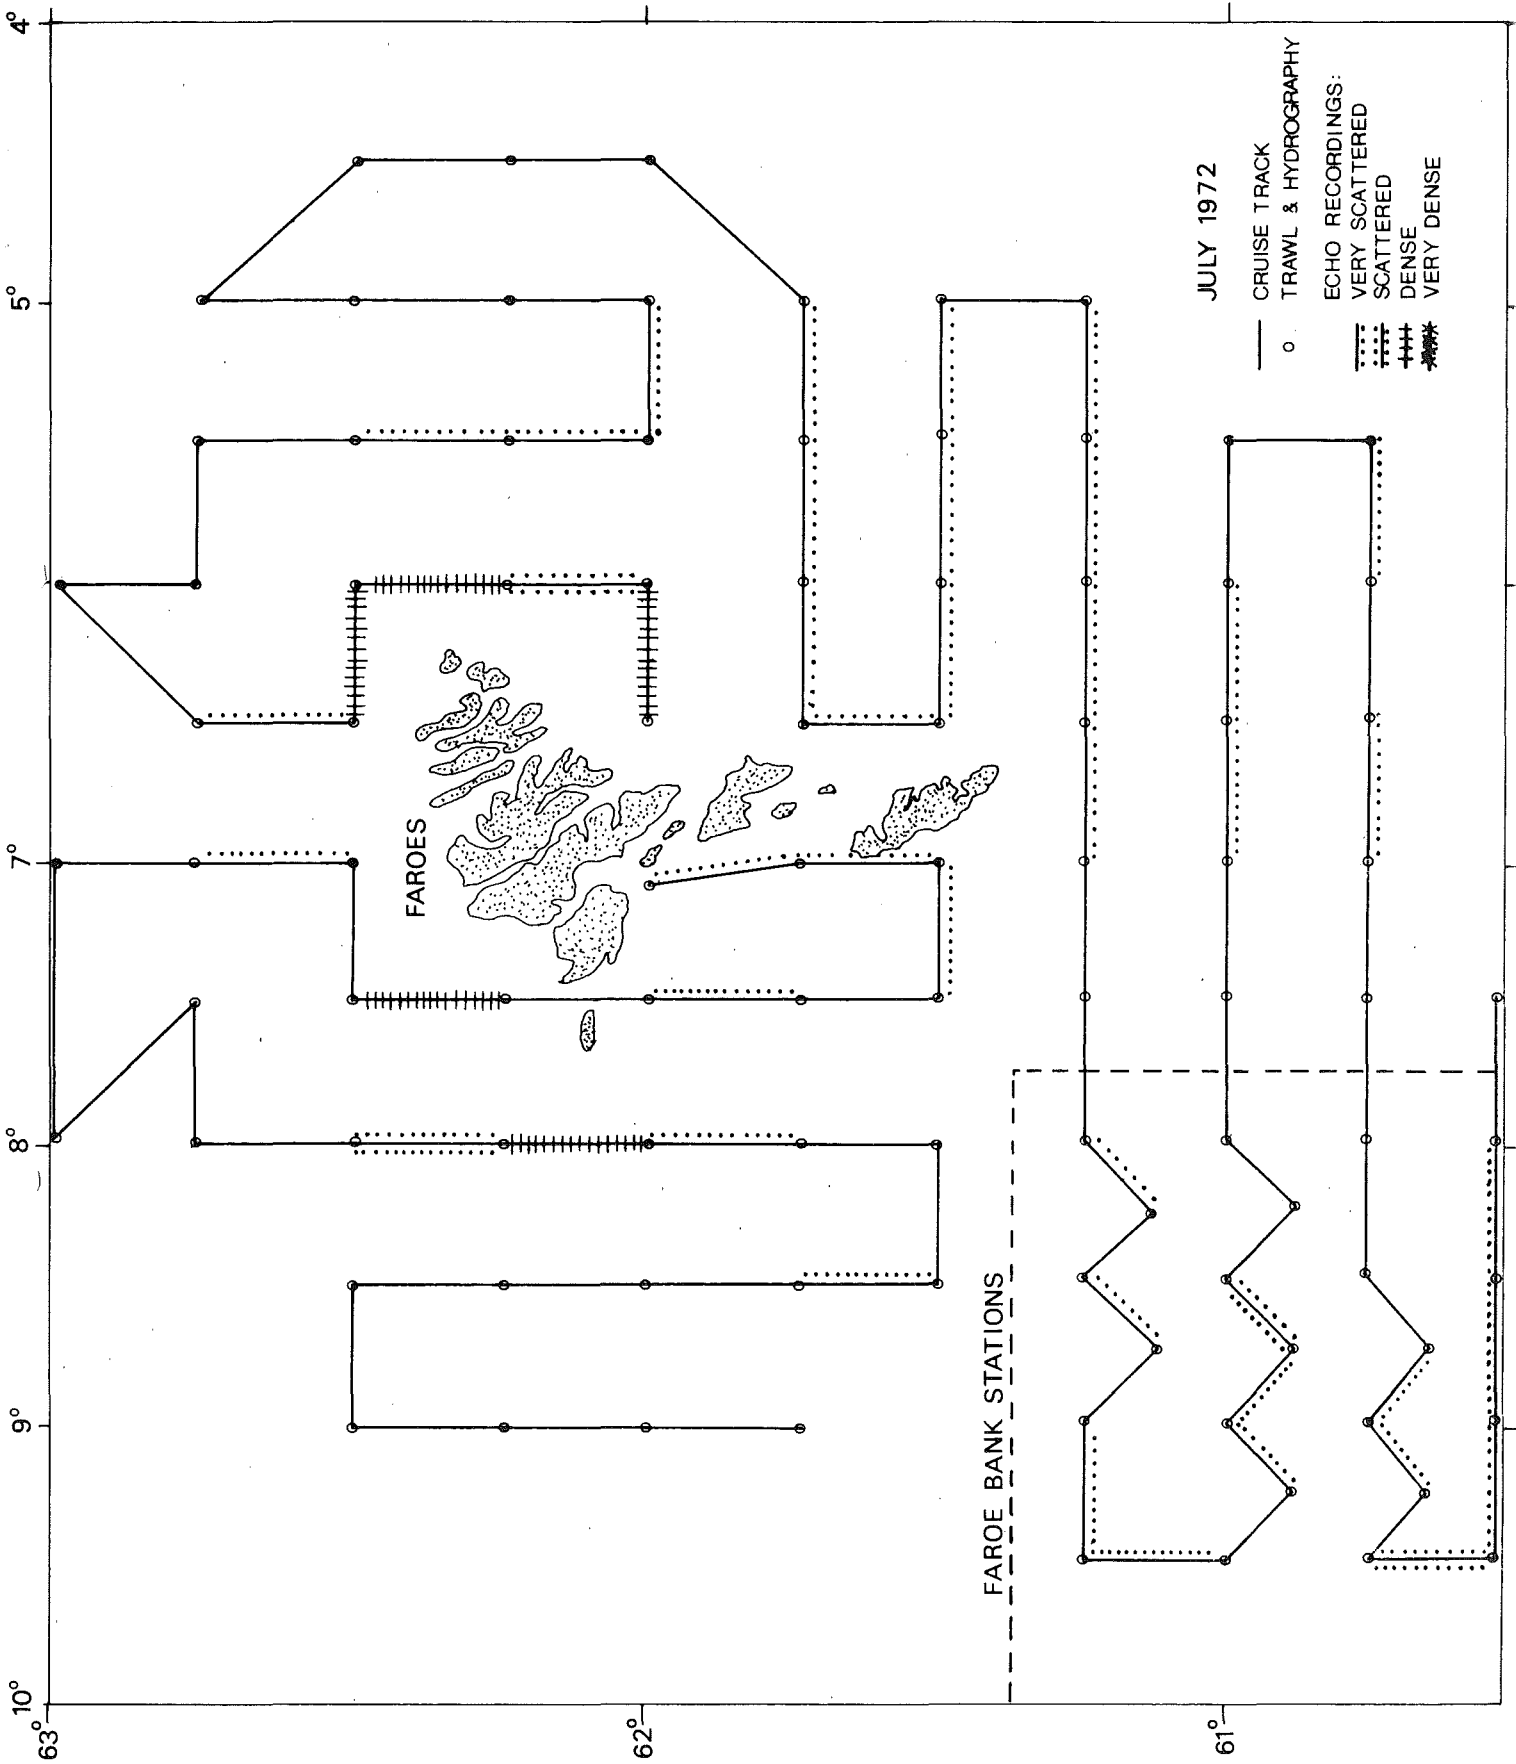 4°
5°
7°
8°
9°
10°
63°
62°
61°
FAROES
FAROE BANK STATIONS
JULY 1972
CRUISE TRACK
TRAWL & HYDROGRAPHY
ECHO RECORDINGS:
VERY SCATTERED
SCATTERED
DENSE
VERY DENSE